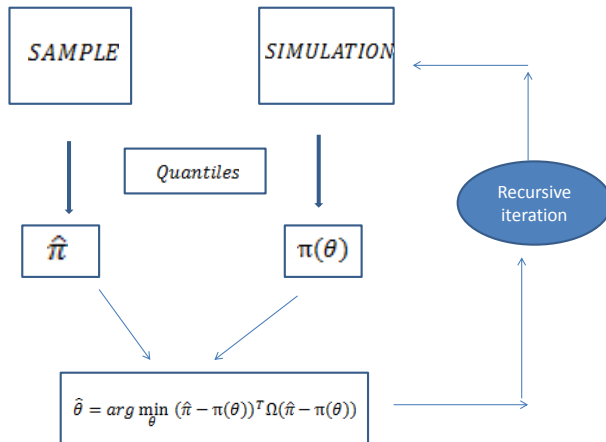 SAMPLE
SIMULATION
Quantiles
π̂
π(θ)
Recursive
iteration
θ̂ = arg min_θ (π̂ − π(θ))ᵀ Ω(π̂ − π(θ))